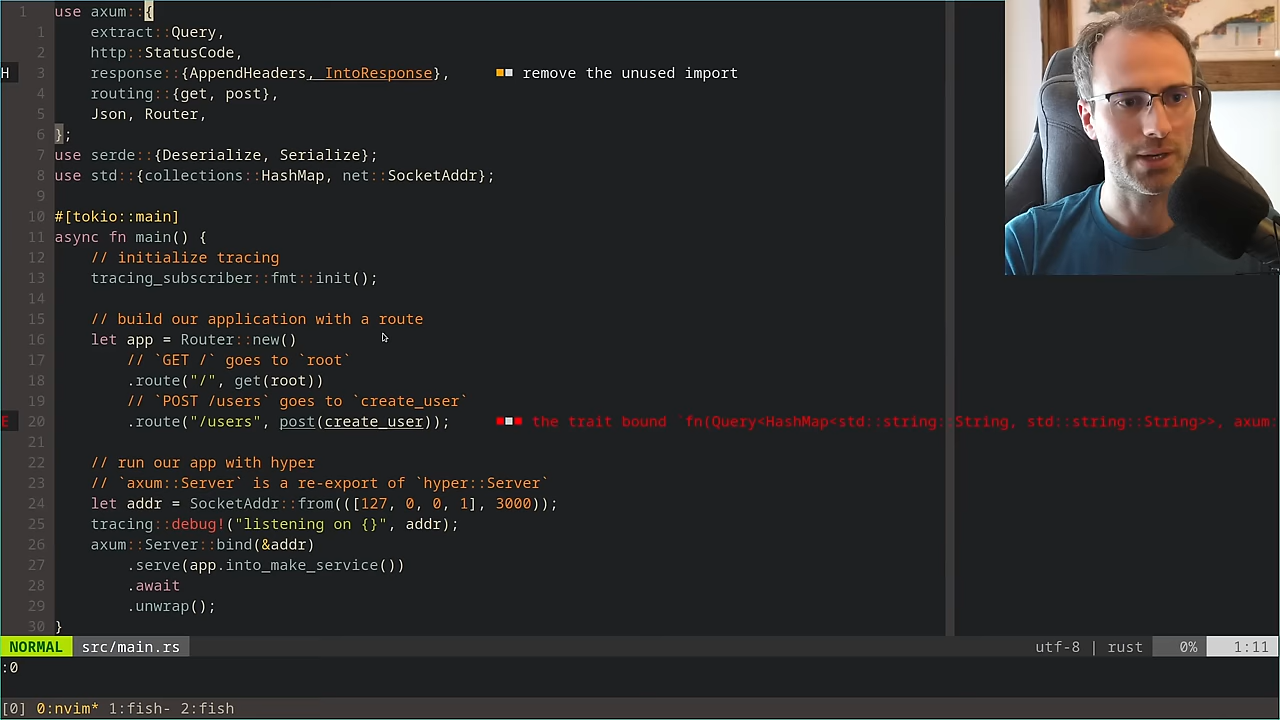 1 use axum::{
1 extract::Query,
2 http::StatusCode,
H 3 response::{AppendHeaders, IntoResponse}, remove the unused import
4 routing::{get, post},
5 Json, Router,
6 };
7 use serde::{Deserialize, Serialize};
8 use std::{collections::HashMap, net::SocketAddr};
9
10 #[tokio::main]
11 async fn main() {
12 // initialize tracing
13 tracing_subscriber::fmt::init();
14
15 // build our application with a route
16 let app = Router::new()
17 // `GET /` goes to `root`
18 .route("/", get(root))
19 // `POST /users` goes to `create_user`
E 20 .route("/users", post(create_user)); the trait bound `fn(Query<HashMap<std::string::String, std::string::String>>, axum:
21
22 // run our app with hyper
23 // `axum::Server` is a re-export of `hyper::Server`
24 let addr = SocketAddr::from(([127, 0, 0, 1], 3000));
25 tracing::debug!("listening on {}", addr);
26 axum::Server::bind(&addr)
27 .serve(app.into_make_service())
28 .await
29 .unwrap();
30 }
NORMAL src/main.rs utf-8 | rust 0% 1:11
:0
[0] 0:nvim* 1:fish- 2:fish